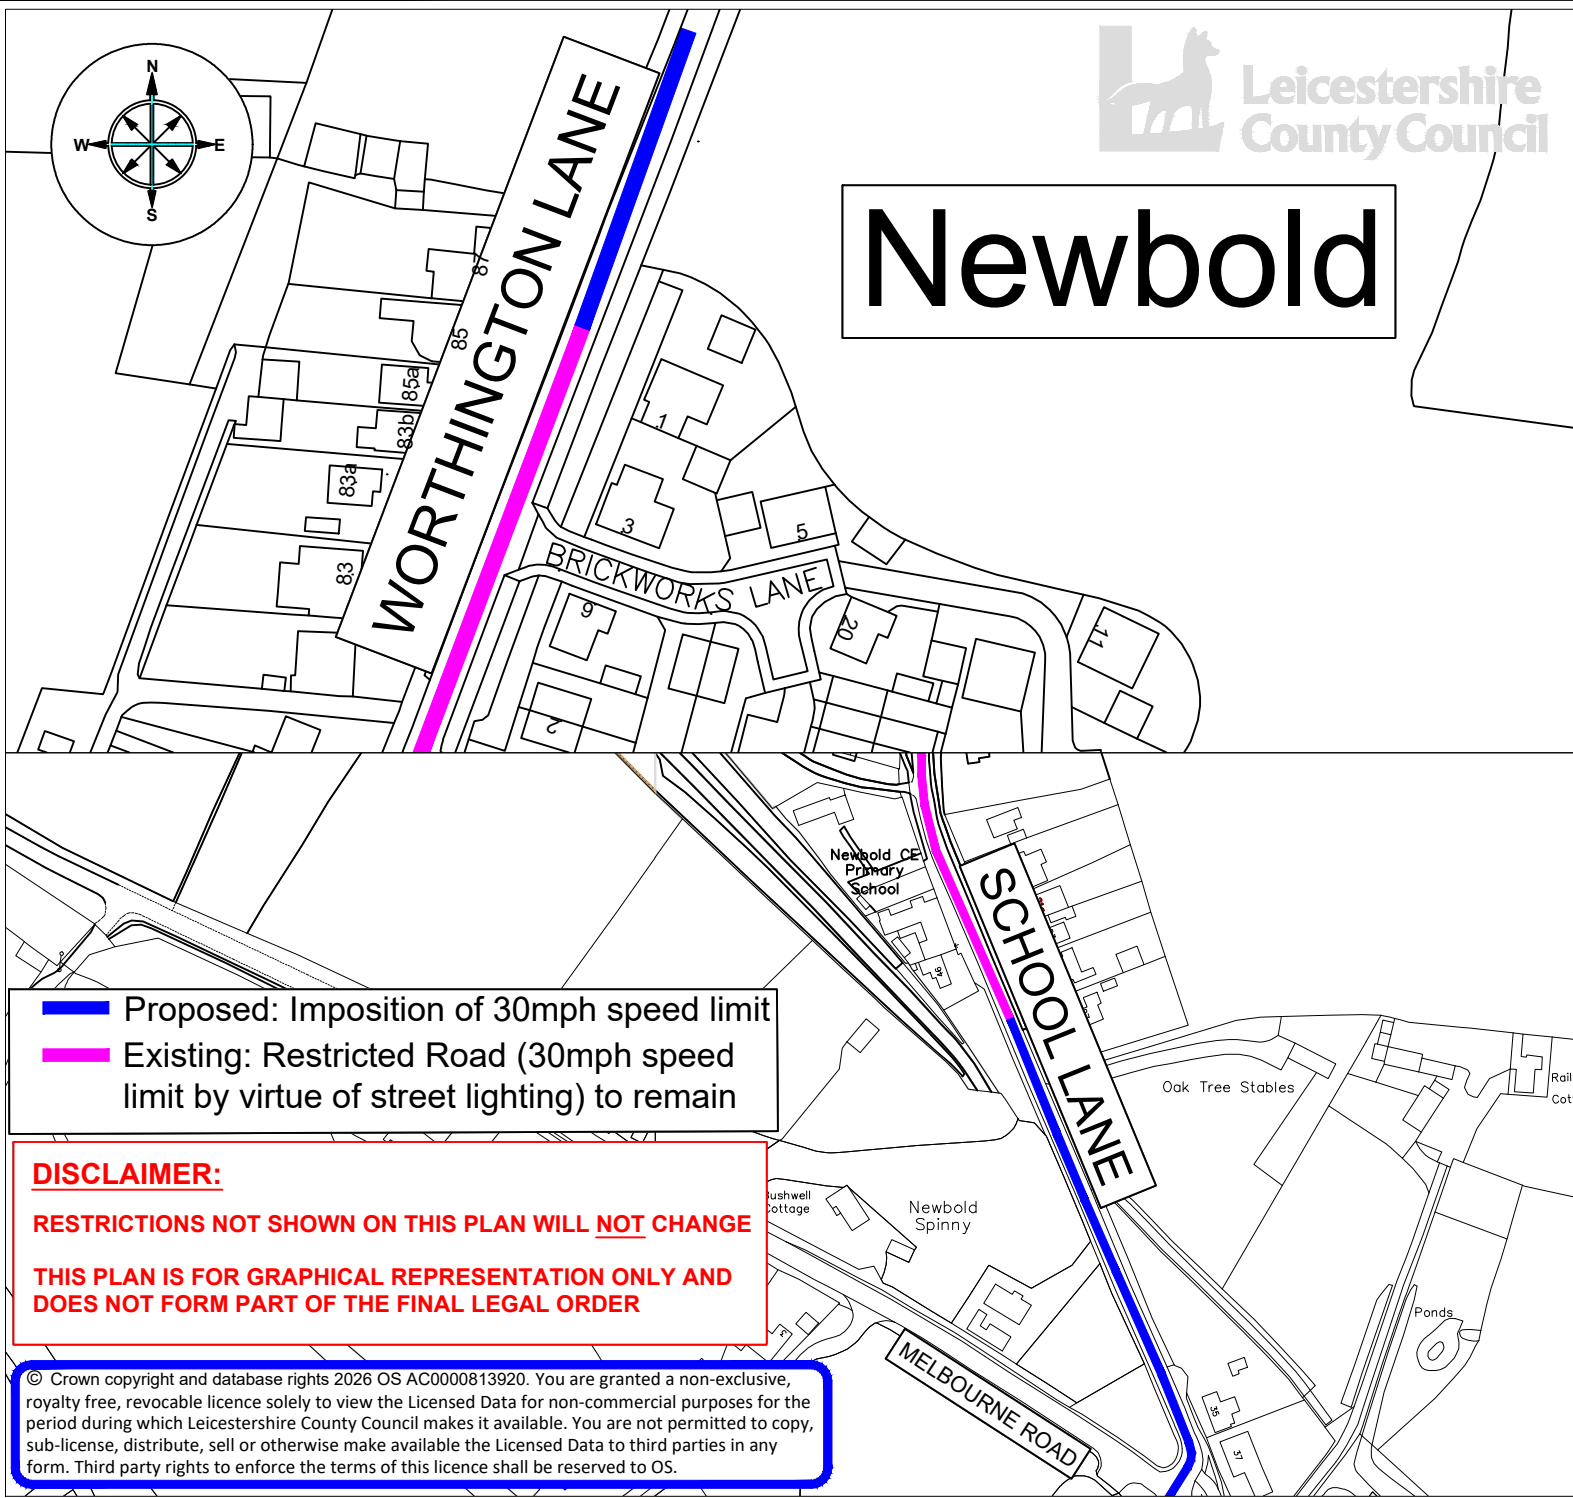 N
W
E
S
Leicestershire
County Council
Newbold
WORTHINGTON LANE
87
85
85a
83b
83a
83
1
3
5
BRICKWORKS LANE
9
2
20
11
Newbold CE
Primary
School
46
SCHOOL LANE
Oak Tree Stables
Rail
Cot
Proposed: Imposition of 30mph speed limit
Existing: Restricted Road (30mph speed
limit by virtue of street lighting) to remain
DISCLAIMER:
RESTRICTIONS NOT SHOWN ON THIS PLAN WILL NOT CHANGE
THIS PLAN IS FOR GRAPHICAL REPRESENTATION ONLY AND
DOES NOT FORM PART OF THE FINAL LEGAL ORDER
ushwell
Cottage
Newbold
Spinny
Ponds
MELBOURNE ROAD
35
37
© Crown copyright and database rights 2026 OS AC0000813920. You are granted a non-exclusive,
royalty free, revocable licence solely to view the Licensed Data for non-commercial purposes for the
period during which Leicestershire County Council makes it available. You are not permitted to copy,
sub-license, distribute, sell or otherwise make available the Licensed Data to third parties in any
form. Third party rights to enforce the terms of this licence shall be reserved to OS.